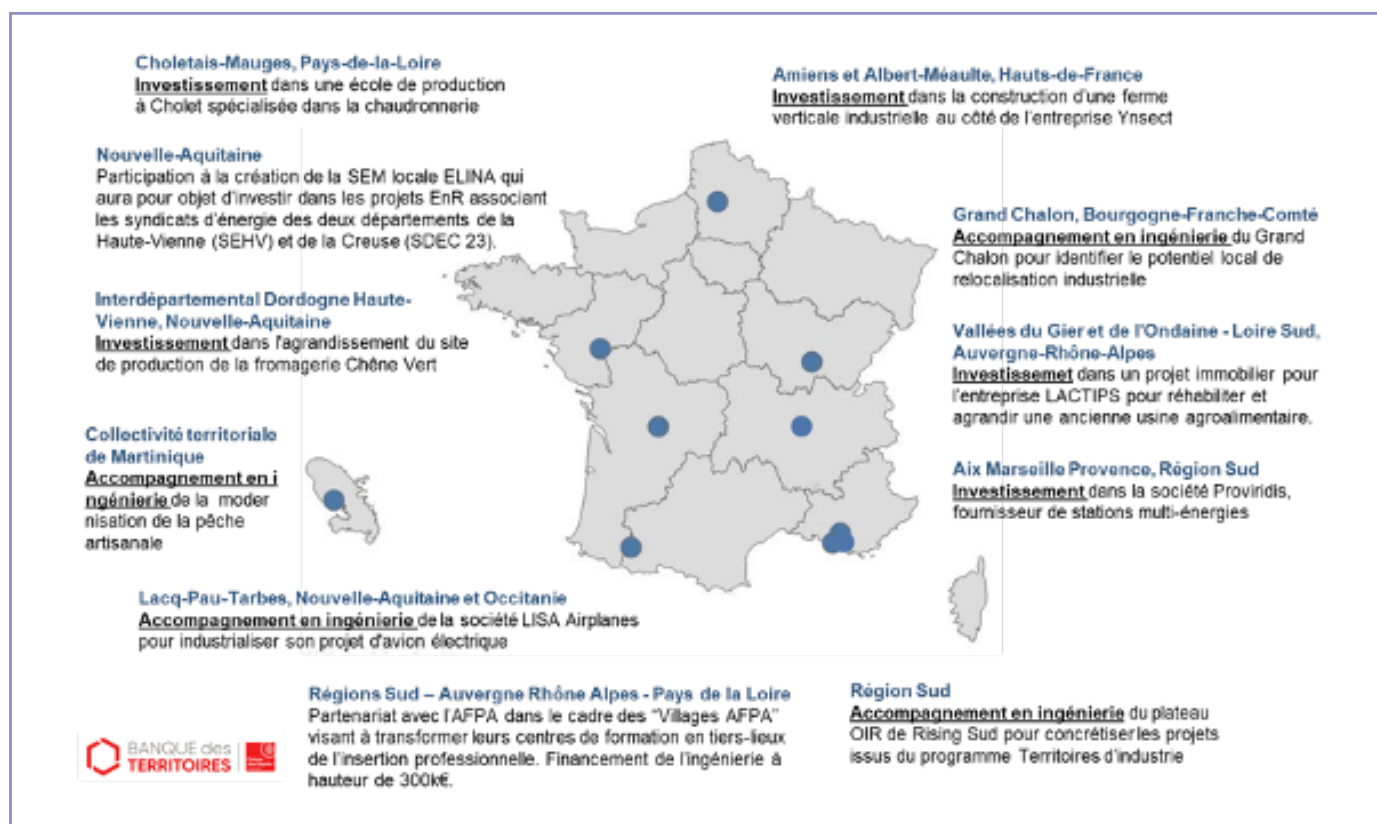 Choletais-Mauges, Pays-de-la-Loire
Investissement dans une école de production
à Cholet spécialisée dans la chaudronnerie
Amiens et Albert-Méaulte, Hauts-de-France
Investissement dans la construction d'une ferme
verticale industrielle au côté de l'entreprise Ynsect
Nouvelle-Aquitaine
Participation à la création de la SEM locale ELINA qui
aura pour objet d'investir dans les projets EnR associant
les syndicats d'énergie des deux départements de la
Haute-Vienne (SEHV) et de la Creuse (SDEC 23).
Grand Chalon, Bourgogne-Franche-Comté
Accompagnement en ingénierie du Grand
Chalon pour identifier le potentiel local de
relocalisation industrielle
Interdépartemental Dordogne Haute-
Vienne, Nouvelle-Aquitaine
Investissement dans l'agrandissement du site
de production de la fromagerie Chêne Vert
Vallées du Gier et de l'Ondaine - Loire Sud,
Auvergne-Rhône-Alpes
Investissemet dans un projet immobilier pour
l'entreprise LACTIPS pour réhabiliter et
agrandir une ancienne usine agroalimentaire.
Collectivité territoriale
de Martinique
Accompagnement en i
ngénierie de la moder
nisation de la pêche
artisanale
Aix Marseille Provence, Région Sud
Investissement dans la société Proviridis,
fournisseur de stations multi-énergies
Lacq-Pau-Tarbes, Nouvelle-Aquitaine et Occitanie
Accompagnement en ingénierie de la société LISA Airplanes
pour industrialiser son projet d'avion électrique
Régions Sud – Auvergne Rhône Alpes - Pays de la Loire
Partenariat avec l'AFPA dans le cadre des "Villages AFPA"
visant à transformer leurs centres de formation en tiers-lieux
de l'insertion professionnelle. Financement de l'ingénierie à
hauteur de 300k€.
Région Sud
Accompagnement en ingénierie du plateau
OIR de Rising Sud pour concrétiser les projets
issus du programme Territoires d'industrie
BANQUE des
TERRITOIRES